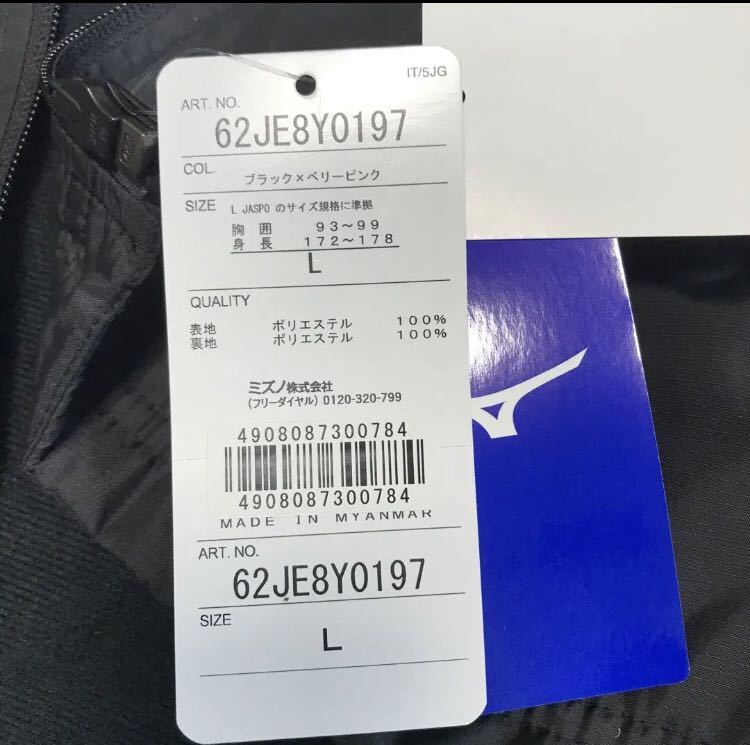 IT/5JG
ART. NO.
62JE8Y0197
COL.
ブラック×ベリーピンク
SIZE L JASPO のサイズ規格に準拠
胸 囲 93～99
身 長 172～178
L
QUALITY
表地 ポリエステル 100%
裏地 ポリエステル 100%
ミズノ株式会社
(フリーダイヤル) 0120-320-799
4908087300784
4908087300784
MADE IN MYANMAR
ART. NO.
62JE8Y0197
SIZE
L